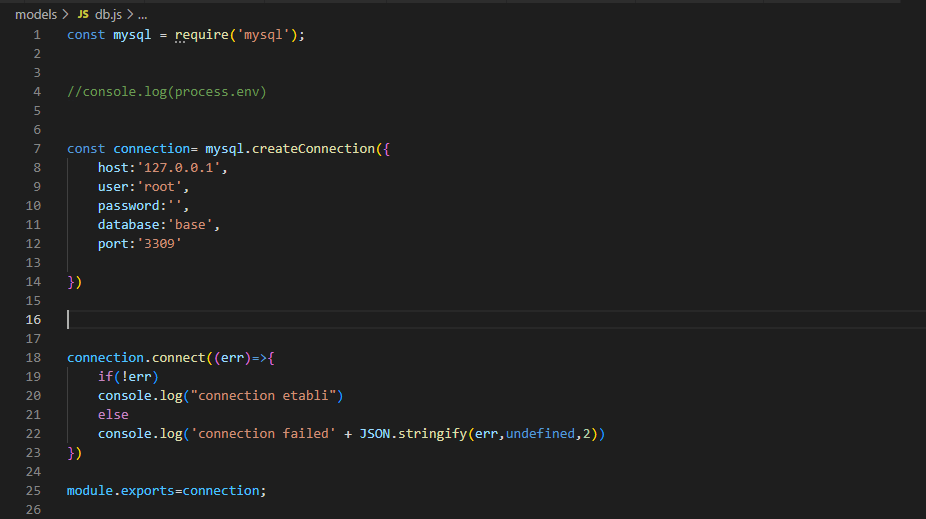 models > JS db.js > ...
1 const mysql = require('mysql');
2
3
4 //console.log(process.env)
5
6
7 const connection= mysql.createConnection({
8 host:'127.0.0.1',
9 user:'root',
10 password:'',
11 database:'base',
12 port:'3309'
13
14 })
15
16
17
18 connection.connect((err)=>{
19 if(!err)
20 console.log("connection etabli")
21 else
22 console.log('connection failed' + JSON.stringify(err,undefined,2))
23 })
24
25 module.exports=connection;
26